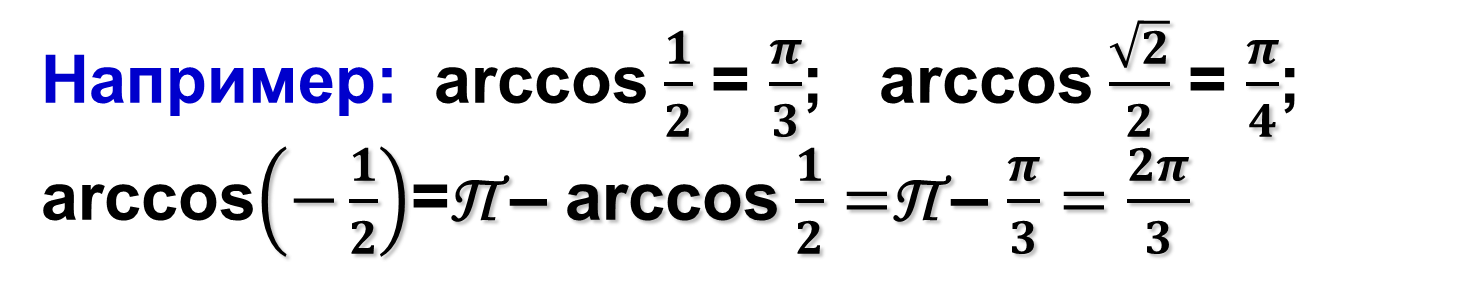 Например: arccos 1/2 = π/3; arccos √2/2 = π/4;
arccos(−1/2)=π– arccos 1/2 =π– π/3 = 2π/3